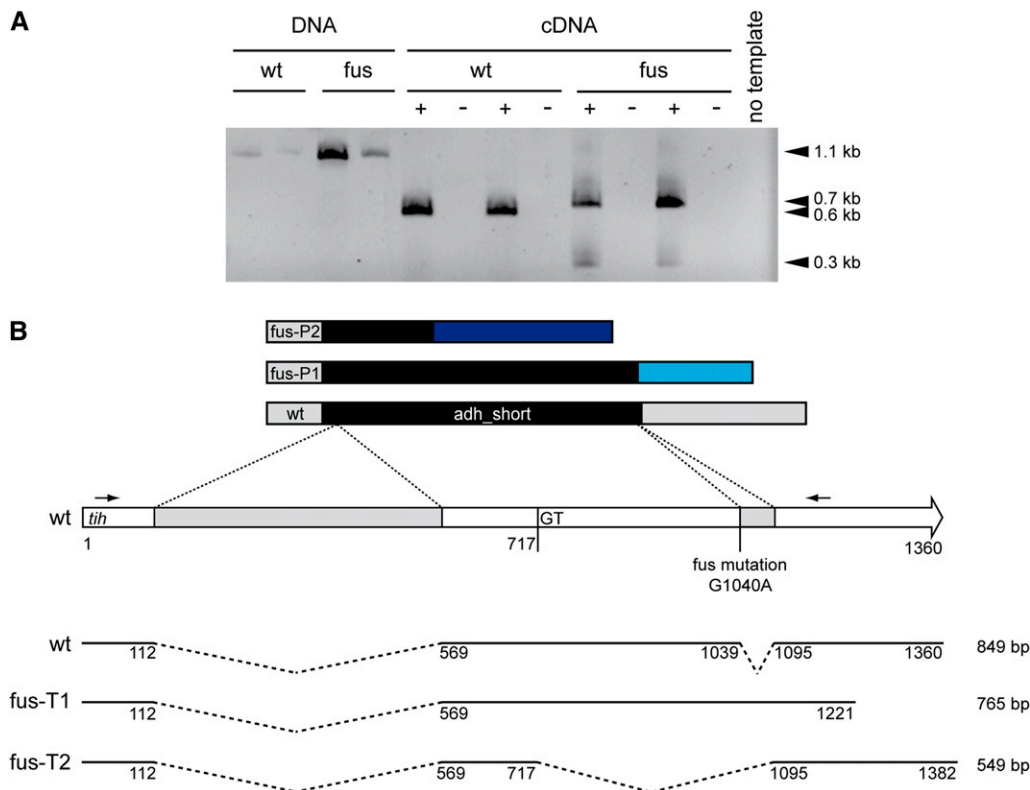 A
DNA
cDNA
no template
wt
fus
wt
fus
+ - + - + - + -
1.1 kb
0.7 kb
0.6 kb
0.3 kb
B
fus-P2
fus-P1
wt
adh_short
wt
tih
GT
1
717
1360
fus mutation
G1040A
wt
112
569
1039
1095
1360
849 bp
fus-T1
112
569
1221
765 bp
fus-T2
112
569
717
1095
1382
549 bp